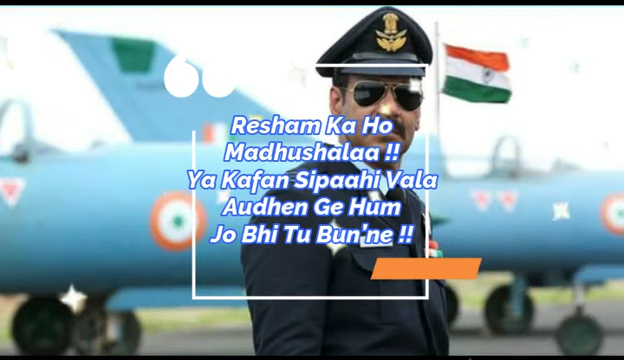 Resham Ka Ho
Madhushalaa !!
Ya Kafan Sipaahi Vala
Audhen Ge Hum
Jo Bhi Tu Bun'ne !!